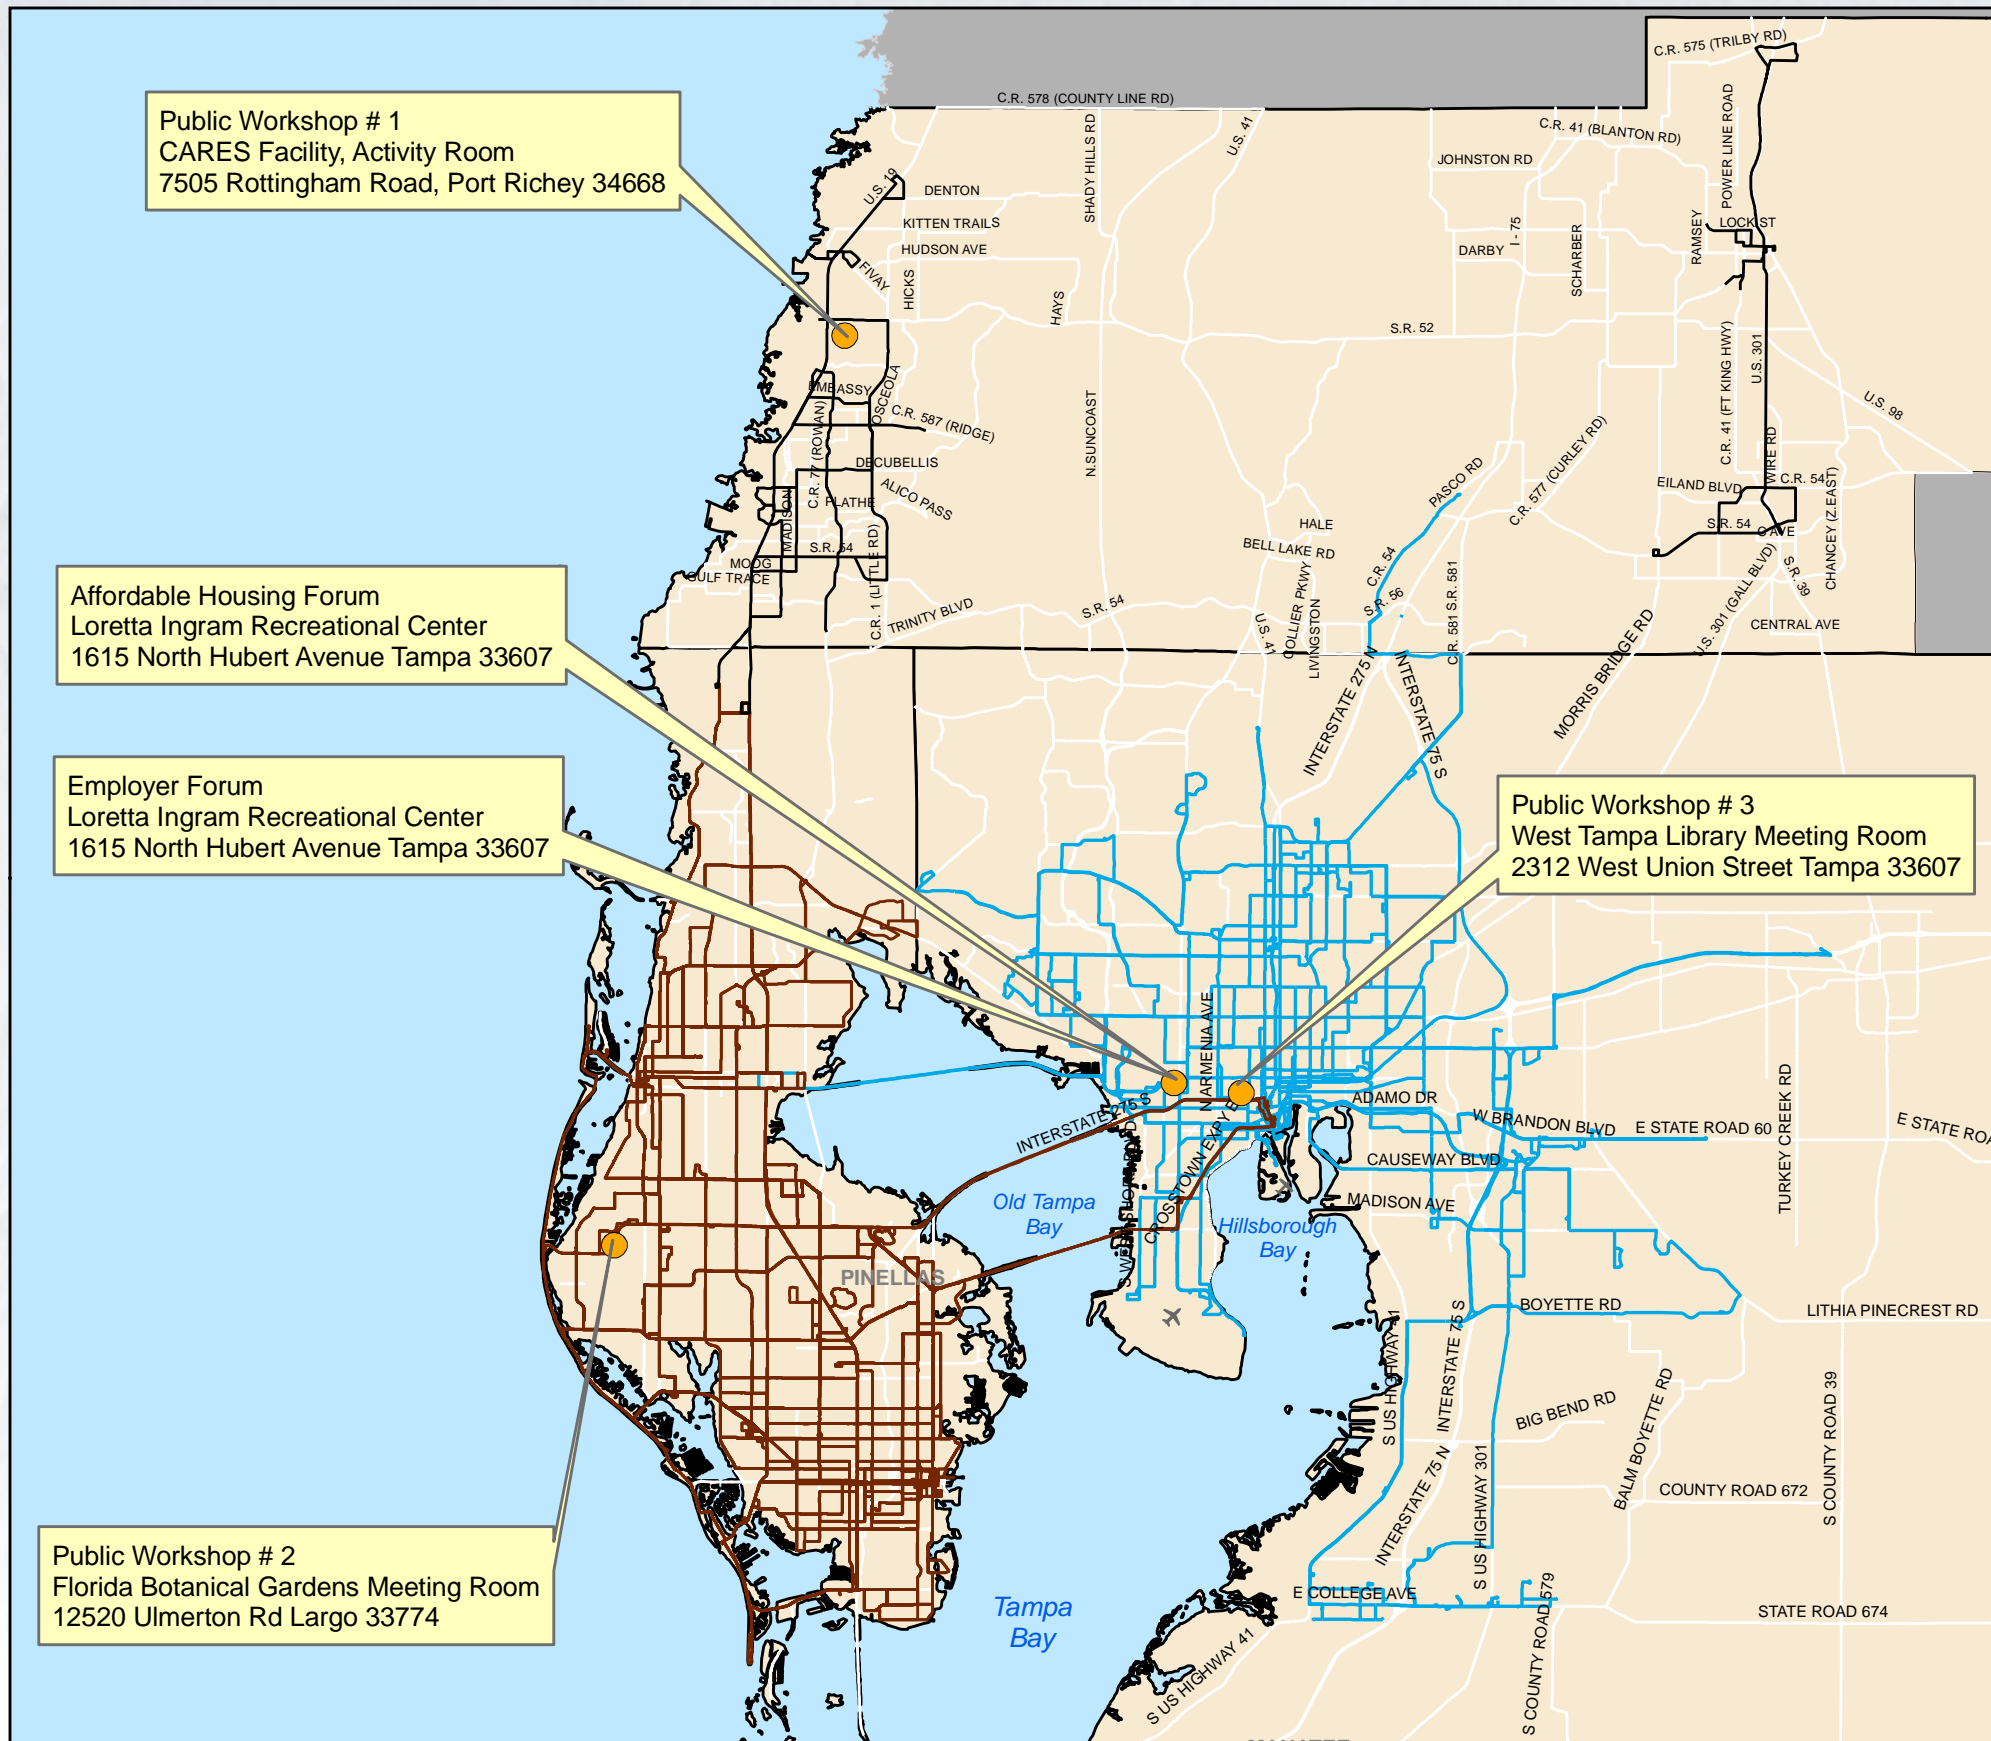 C.R. 575 (TRILBY RD)
C.R. 578 (COUNTY LINE RD)
Public Workshop # 1
CARES Facility, Activity Room
7505 Rottingham Road, Port Richey 34668
SHADY HILLS RD
U.S. 41
C.R. 41 (BLANTON RD)
POWER LINE ROAD
JOHNSTON RD
U.S. 19
DENTON
KITTEN TRAILS
HUDSON AVE
FIVAY
HICKS
HAYS
DARBY
I - 75
SCHARBER
RAMSEY
LOCK ST
S.R. 52
C.R. 41 (FT KING HWY)
U.S. 301
U.S. 98
EMBASSY
OSCEOLA
C.R. 587 (RIDGE)
C.R. 77 (ROWAN)
N.SUNCOAST
DECUBELLIS
ALICO PASS
PLATHE
MADISON
S.R. 54
MOOG
GULF TRACE
C.R. 1 (LITTLE RD)
TRINITY BLVD
S.R. 54
HALE
BELL LAKE RD
COLLIER PKWY
LIVINGSTON
U.S. 41
PASCO RD
C.R. 54
S.R. 56
C.R. 577 (CURLEY RD)
C.R. 581 S.R. 581
EILAND BLVD
WIRE RD
C.R. 54
S.R. 54
C AVE
CHANCEY (Z.EAST)
S.R. 39
U.S. 301 (GALL BLVD)
CENTRAL AVE
MORRIS BRIDGE RD
INTERSTATE 275 N
INTERSTATE 75 S
Affordable Housing Forum
Loretta Ingram Recreational Center
1615 North Hubert Avenue Tampa 33607
Employer Forum
Loretta Ingram Recreational Center
1615 North Hubert Avenue Tampa 33607
Public Workshop # 3
West Tampa Library Meeting Room
2312 West Union Street Tampa 33607
N ARMENIA AVE
INTERSTATE 275 S
CROSSTOWN EXPY E
ADAMO DR
W BRANDON BLVD
E STATE ROAD 60
E STATE ROA
TURKEY CREEK RD
CAUSEWAY BLVD
MADISON AVE
Old Tampa
Bay
Hillsborough
Bay
PINELLAS
BOYETTE RD
LITHIA PINECREST RD
S US HIGHWAY 41
INTERSTATE 75 S
BIG BEND RD
BALM BOYETTE RD
S COUNTY ROAD 39
INTERSTATE 75 N
S US HIGHWAY 301
COUNTY ROAD 672
Public Workshop # 2
Florida Botanical Gardens Meeting Room
12520 Ulmerton Rd Largo 33774
E COLLEGE AVE
S COUNTY ROAD 579
STATE ROAD 674
Tampa
Bay
S US HIGHWAY 41